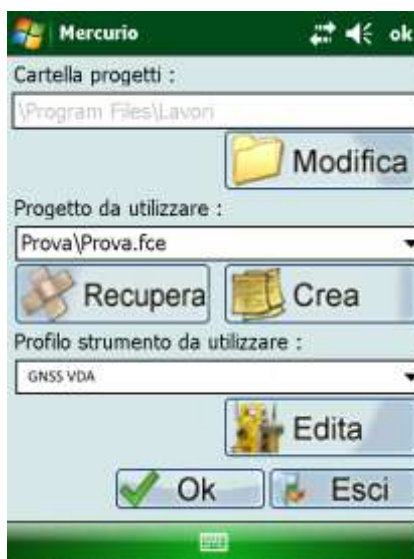 Mercurio ok
Cartella progetti :
\Program Files\Lavori
Modifica
Progetto da utilizzare :
Prova\Prova.fce
Recupera Crea
Profilo strumento da utilizzare :
GNSS VDA
Edita
Ok Esci